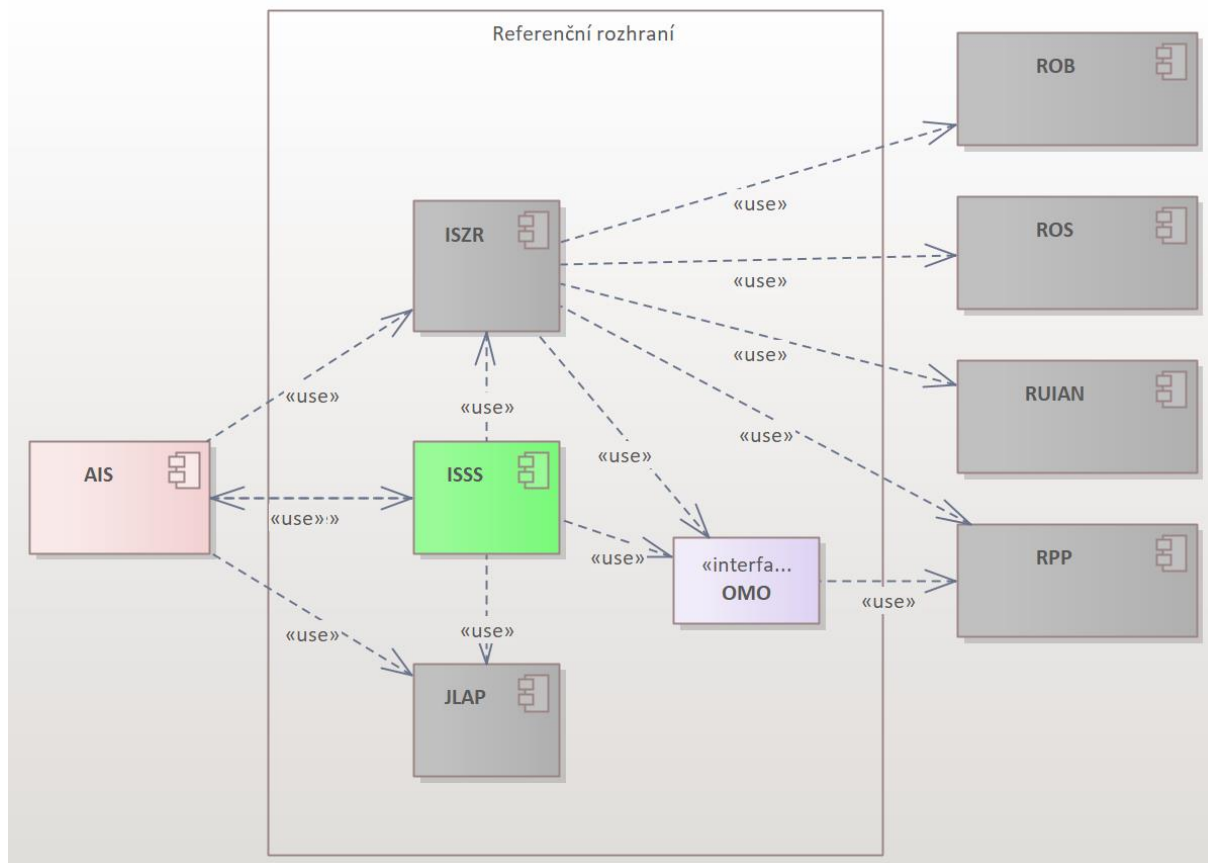 Referenční rozhraní
ROB
«use»
ISZR
ROS
«use»
«use»
RUIAN
«use»
«use»
«use»
«use»
AIS
ISSS
«use»
«use»
«use»
«interfa...
OMO
RPP
«use»
«use»
«use»
JLAP